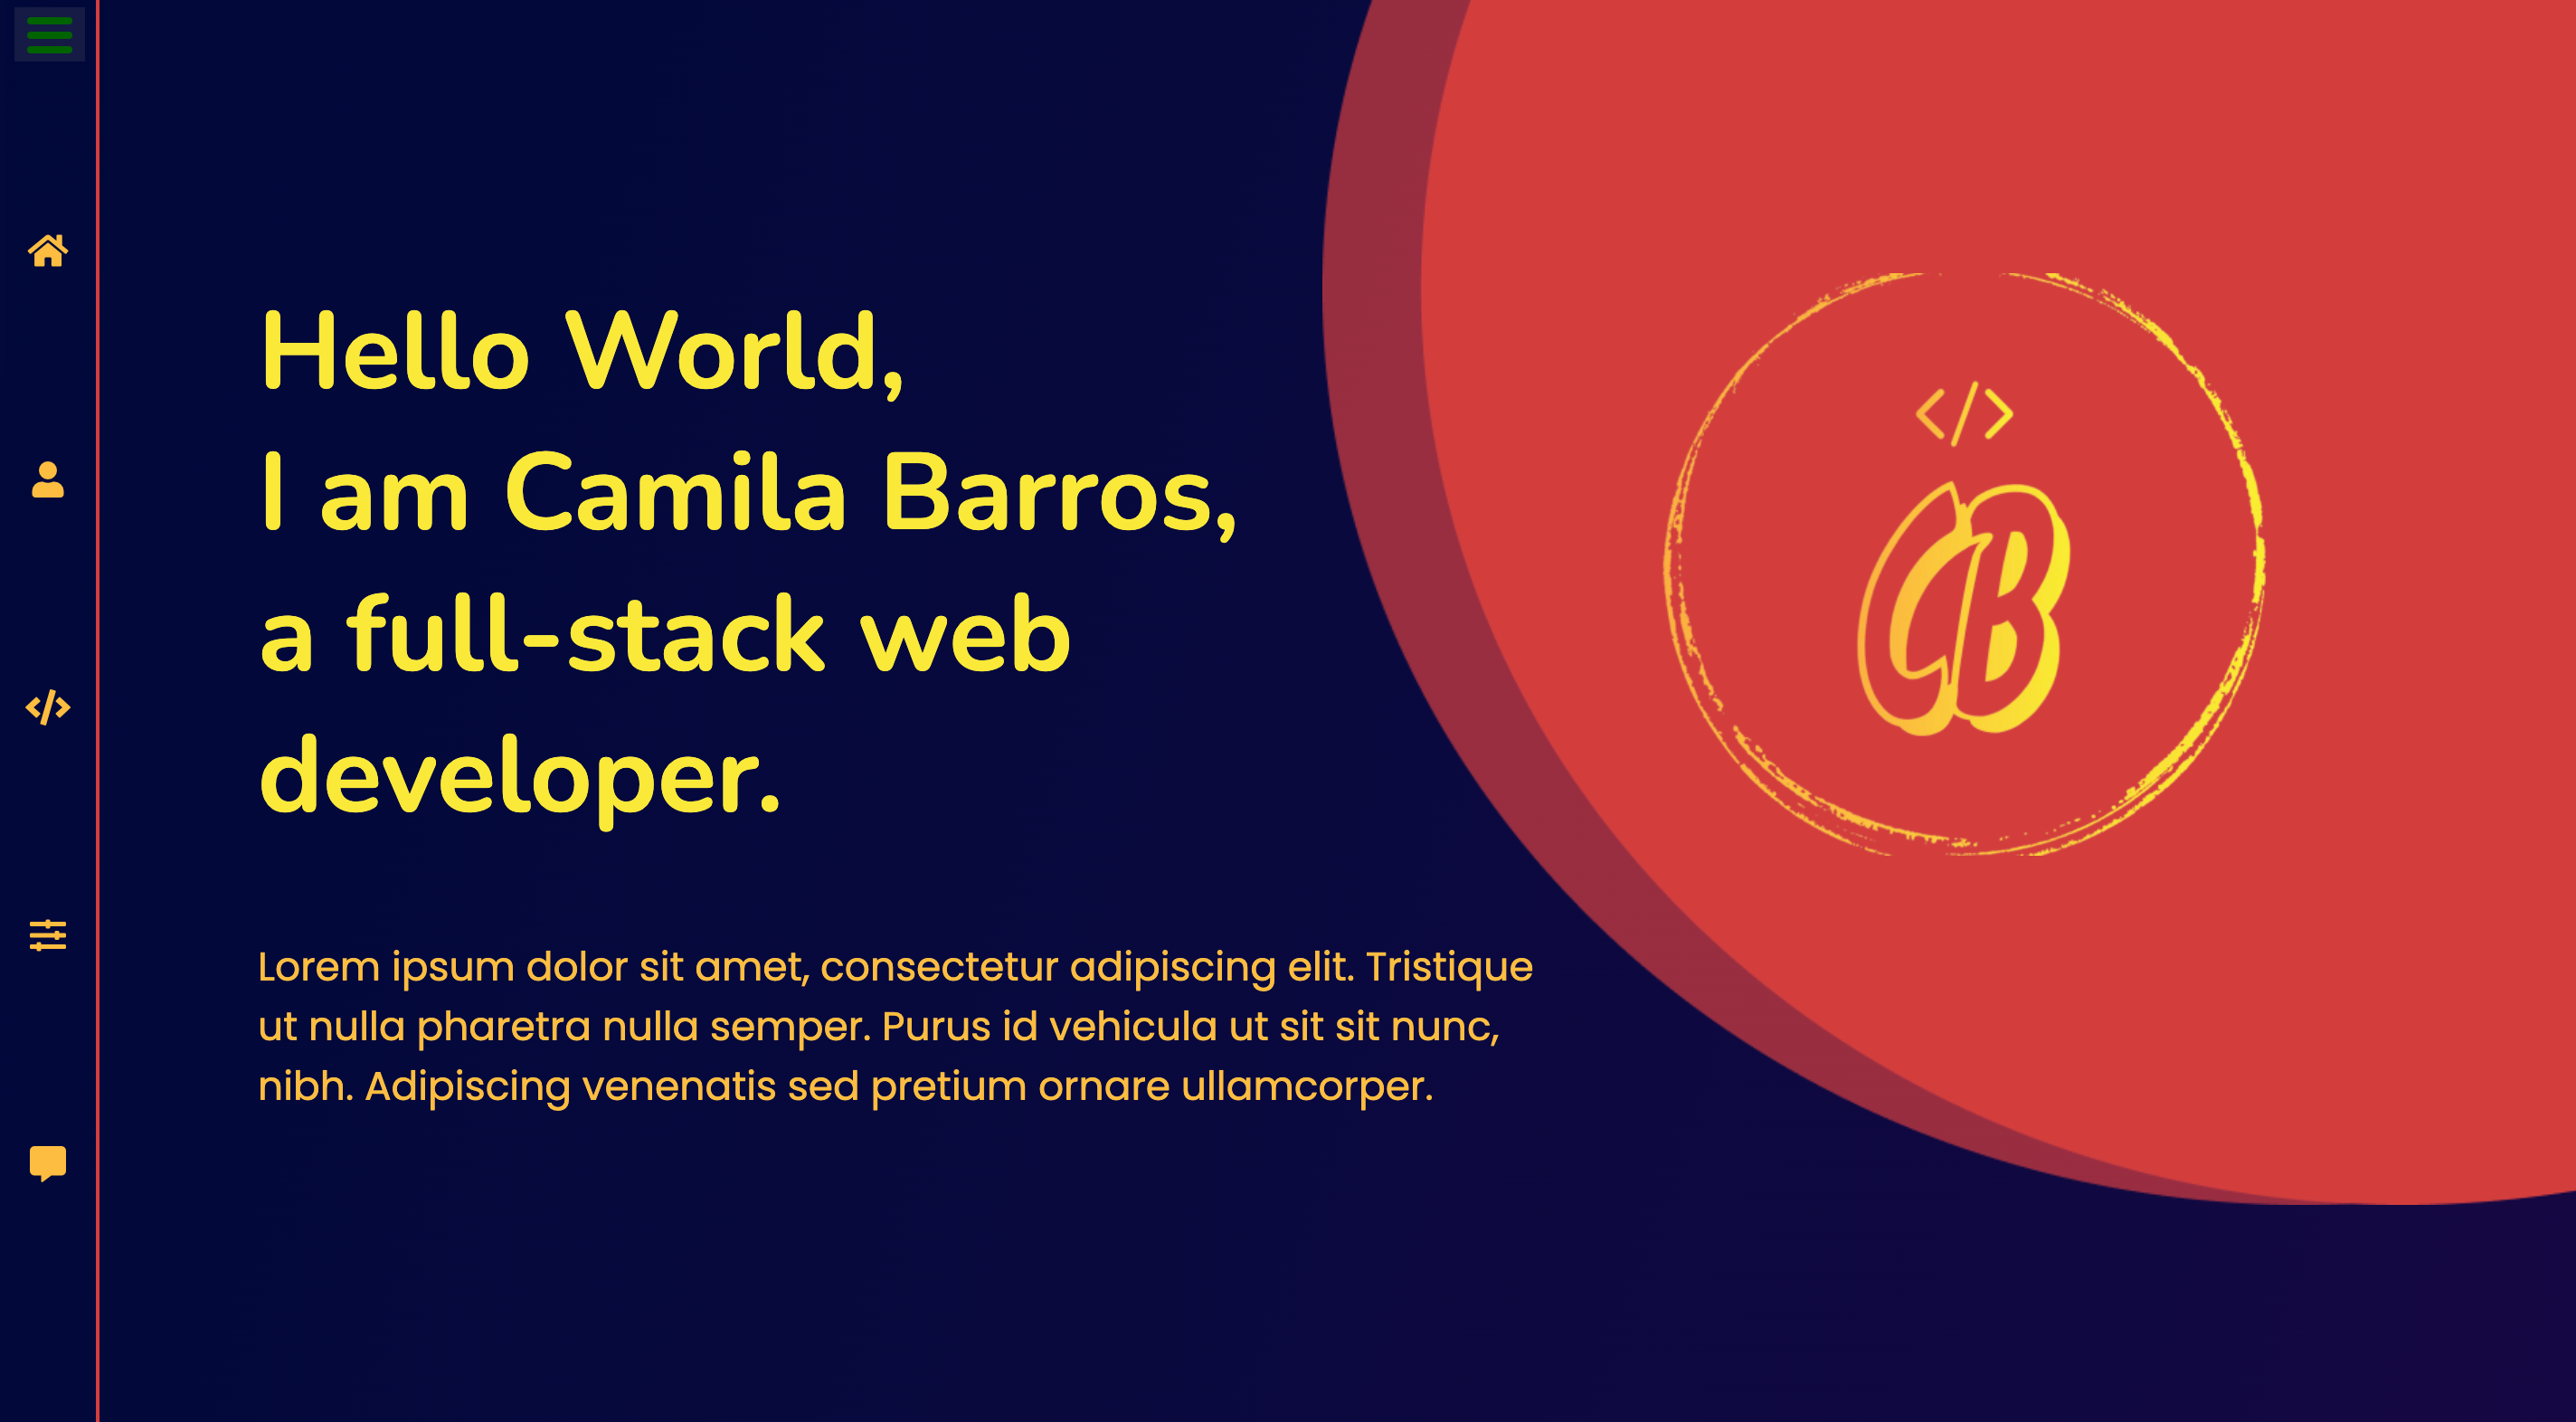 Hello World,
I am Camila Barros,
a full-stack web
developer.
Lorem ipsum dolor sit amet, consectetur adipiscing elit. Tristique
ut nulla pharetra nulla semper. Purus id vehicula ut sit sit nunc,
nibh. Adipiscing venenatis sed pretium ornare ullamcorper.
</>
CB